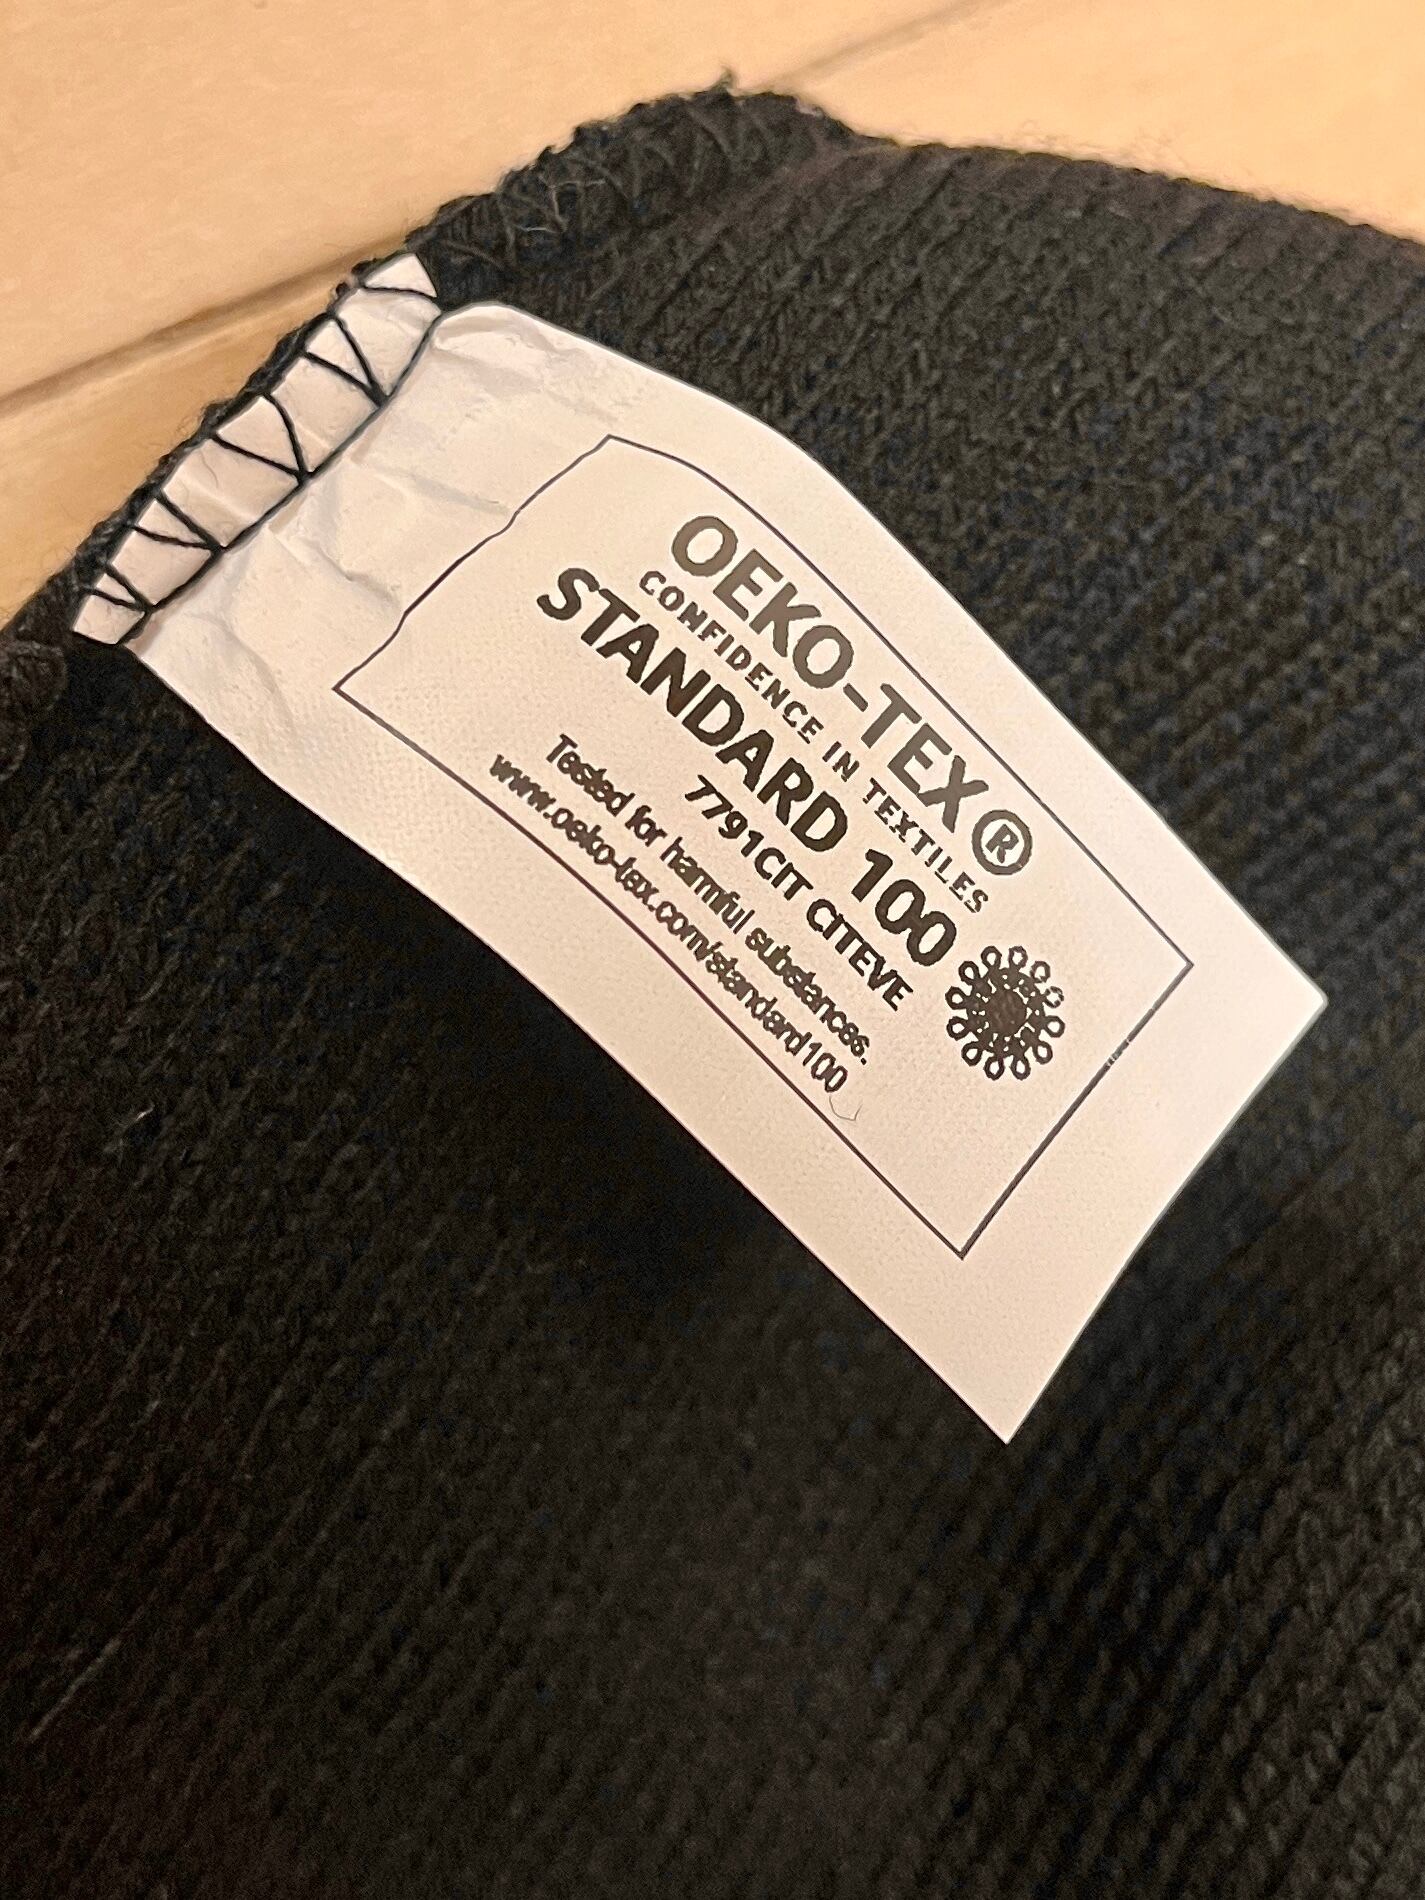 OEKO-TEX®
CONFIDENCE IN TEXTILES
STANDARD 100
7791CIT CITEVE
Tested for harmful substances.
www.oeko-tex.com/standard100